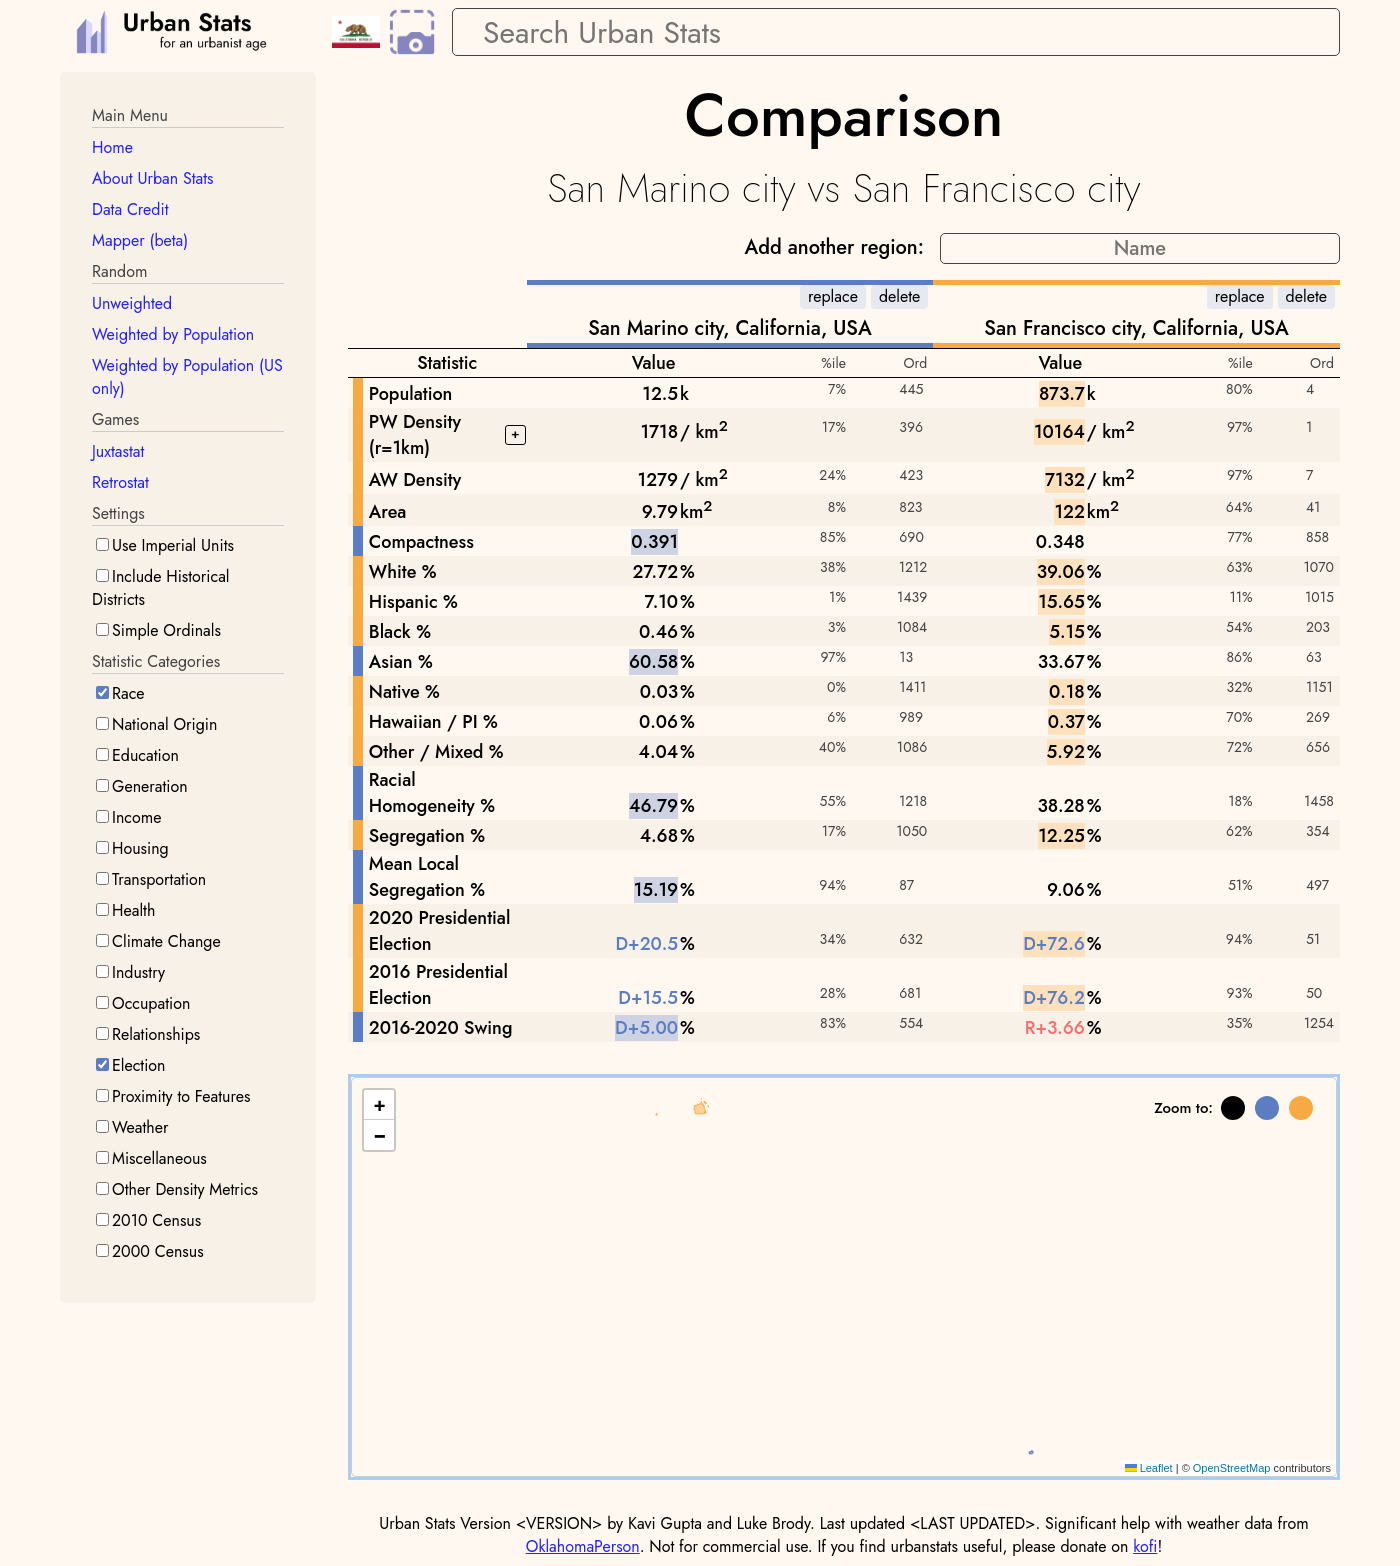 Urban Stats
for an urbanist age
Search Urban Stats
Main Menu
Home
About Urban Stats
Data Credit
Mapper (beta)
Random
Unweighted
Weighted by Population
Weighted by Population (US
only)
Games
Juxtastat
Retrostat
Settings
Use Imperial Units
Include Historical
Districts
Simple Ordinals
Statistic Categories
Race
National Origin
Education
Generation
Income
Housing
Transportation
Health
Climate Change
Industry
Occupation
Relationships
Election
Proximity to Features
Weather
Miscellaneous
Other Density Metrics
2010 Census
2000 Census
Comparison
San Marino city vs San Francisco city
Add another region: Name
replace delete replace delete
San Marino city, California, USA San Francisco city, California, USA
Statistic Value %ile Ord Value %ile Ord
Population 12.5k 7% 445 873.7k 80% 4
PW Density
(r=1km) + 1718/ km² 17% 396 10164/ km² 97% 1
AW Density 1279/ km² 24% 423 7132/ km² 97% 7
Area 9.79km² 8% 823 122km² 64% 41
Compactness 0.391 85% 690 0.348 77% 858
White % 27.72% 38% 1212 39.06% 63% 1070
Hispanic % 7.10% 1% 1439 15.65% 11% 1015
Black % 0.46% 3% 1084 5.15% 54% 203
Asian % 60.58% 97% 13 33.67% 86% 63
Native % 0.03% 0% 1411 0.18% 32% 1151
Hawaiian / PI % 0.06% 6% 989 0.37% 70% 269
Other / Mixed % 4.04% 40% 1086 5.92% 72% 656
Racial
Homogeneity % 46.79% 55% 1218 38.28% 18% 1458
Segregation % 4.68% 17% 1050 12.25% 62% 354
Mean Local
Segregation % 15.19% 94% 87 9.06% 51% 497
2020 Presidential
Election D+20.5% 34% 632 D+72.6% 94% 51
2016 Presidential
Election D+15.5% 28% 681 D+76.2% 93% 50
2016-2020 Swing D+5.00% 83% 554 R+3.66% 35% 1254
+
−
Zoom to:
Leaflet | © OpenStreetMap contributors
Urban Stats Version <VERSION> by Kavi Gupta and Luke Brody. Last updated <LAST UPDATED>. Significant help with weather data from
OklahomaPerson. Not for commercial use. If you find urbanstats useful, please donate on kofi!